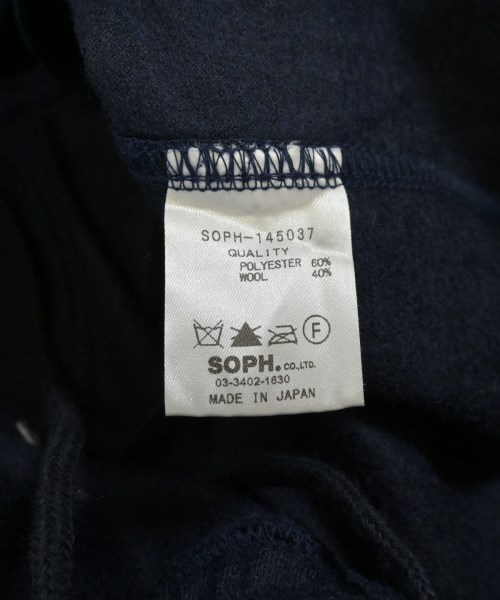 SOPH-145037
QUALITY
POLYESTER 60%
WOOL 40%
F
SOPH. CO.,LTD.
03-3402-1630
MADE IN JAPAN